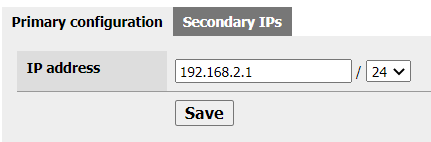 Primary configuration Secondary IPs
IP address 192.168.2.1 / 24
Save